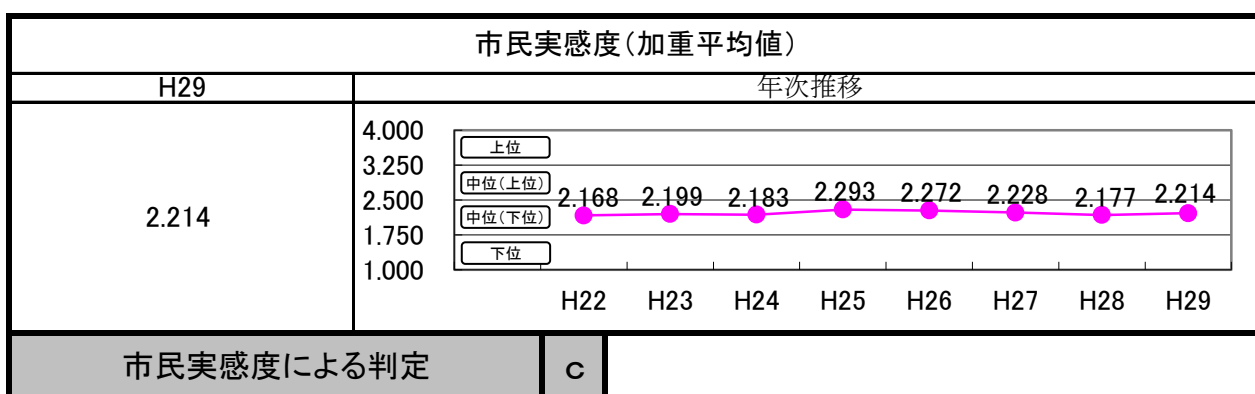 市民実感度(加重平均値)
H29 年次推移
2.214
4.000
3.250
2.500
1.750
1.000
上位
中位(上位)
中位(下位)
下位
2.168 2.199 2.183 2.293 2.272 2.228 2.177 2.214
H22 H23 H24 H25 H26 H27 H28 H29
市民実感度による判定 C